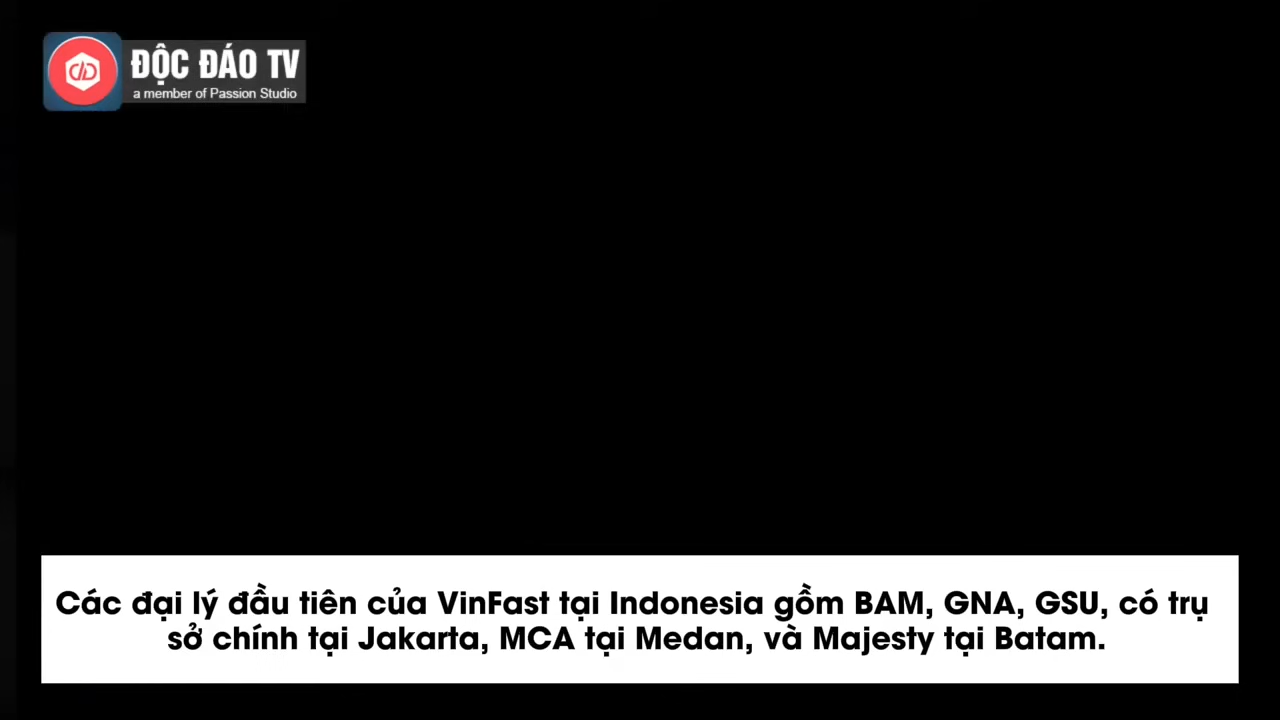 ĐỘC ĐÁO TV
a member of Passion Studio
Các đại lý đầu tiên của VinFast tại Indonesia gồm BAM, GNA, GSU, có trụ
sở chính tại Jakarta, MCA tại Medan, và Majesty tại Batam.